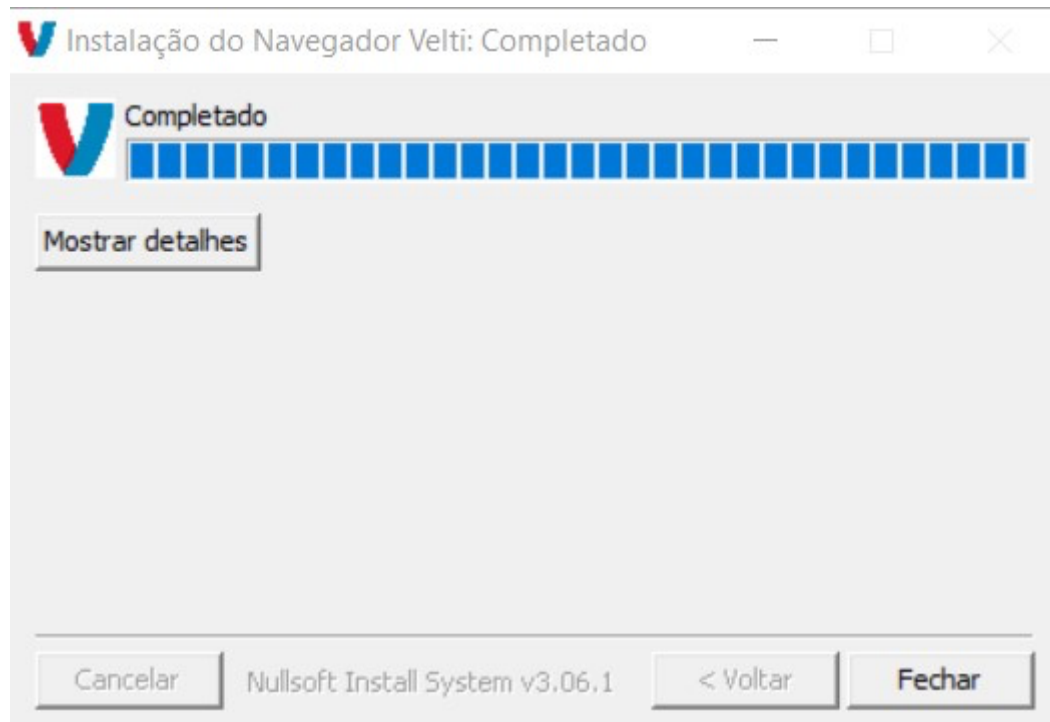 Instalação do Navegador Velti: Completado
Completado
Mostrar detalhes
Cancelar
Nullsoft Install System v3.06.1
< Voltar
Fechar